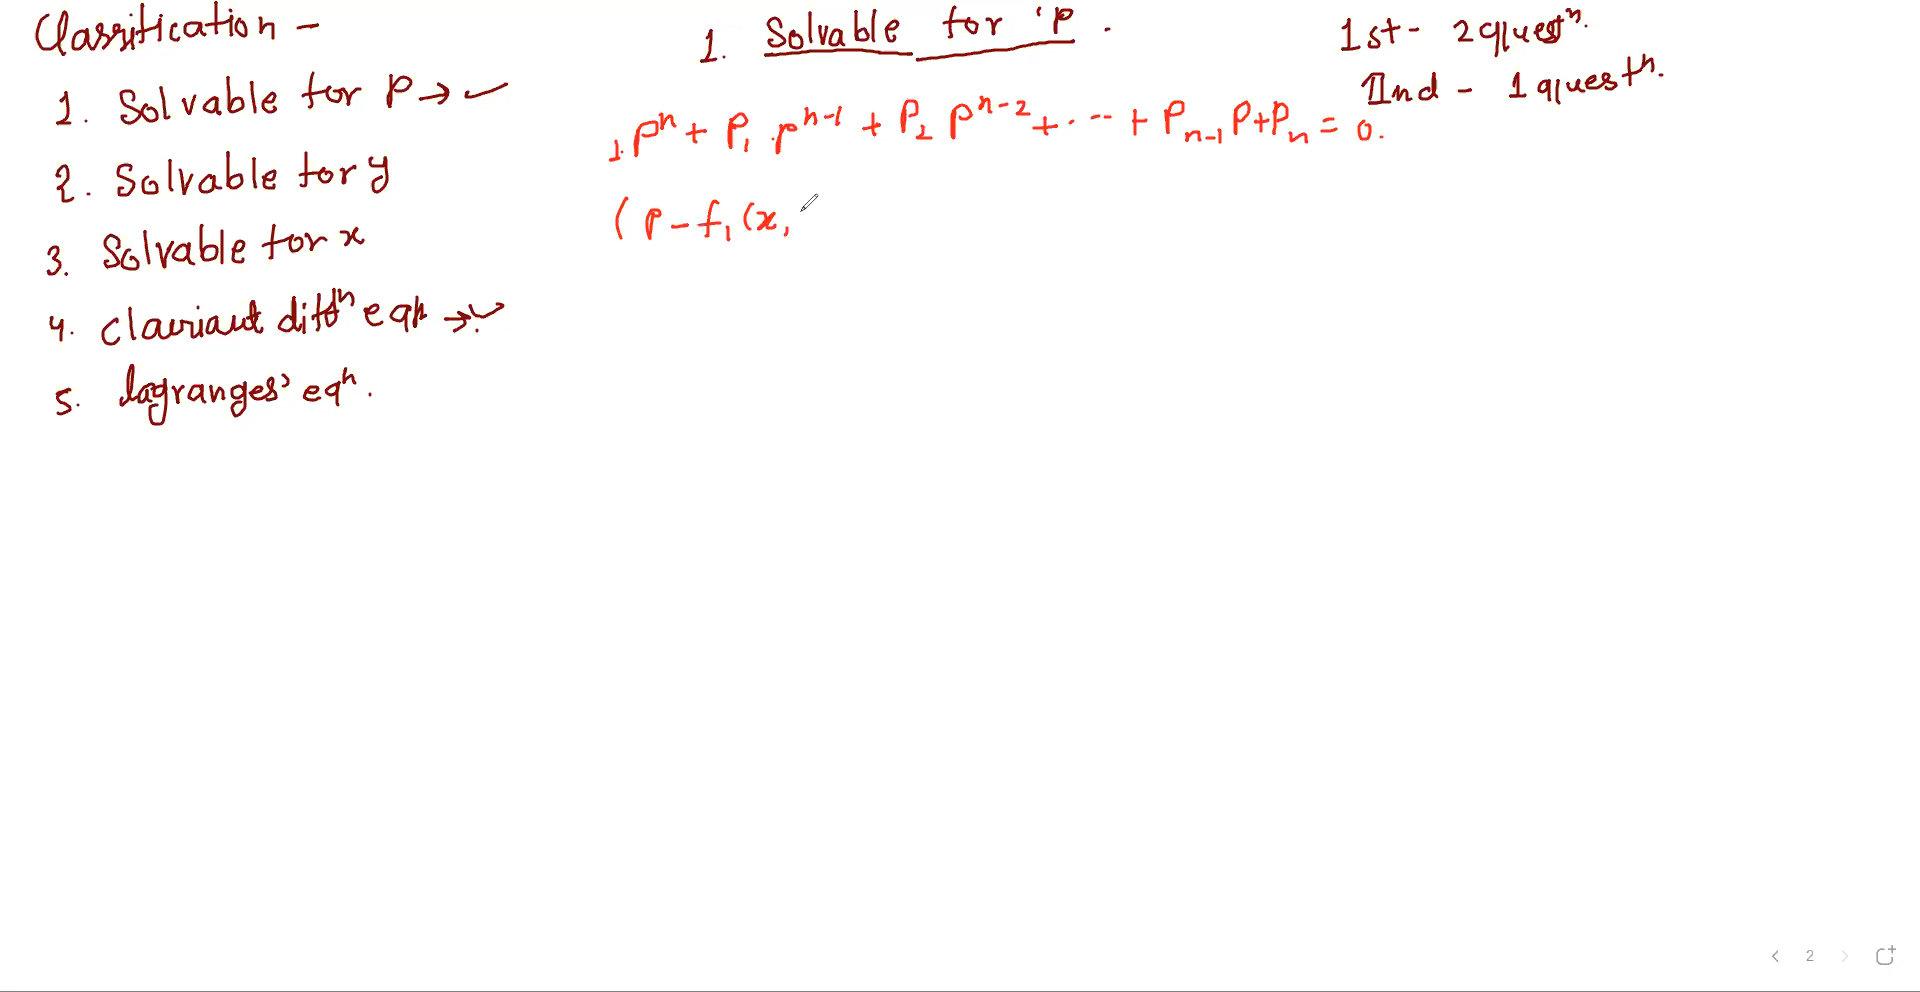 Classification -
1. Solvable for p → ✓
2. Solvable for y
3. Solvable for x
4. Clauriaut diffⁿ eqn → ✓
5. lagranges' eqⁿ.
1. Solvable for 'p .
1st - 2 questⁿ.
IInd - 1 questⁿ.
1. pⁿ + P₁ . pⁿ⁻¹ + P₂ pⁿ⁻² + . -- + Pₙ₋₁ p + Pₙ = 0.
( p - f₁ (x,
2